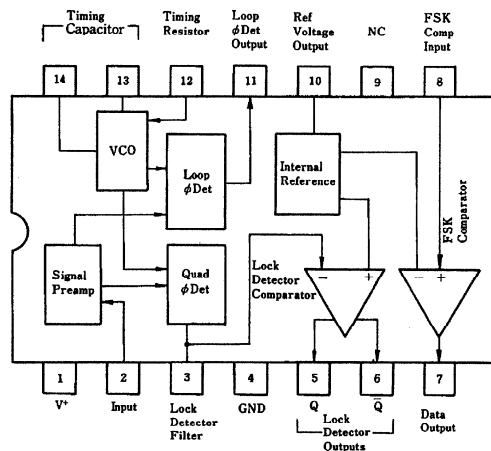 Timing
Capacitor
Timing
Resistor
Loop
φDet
Output
Ref
Voltage
Output
NC
FSK
Comp
Input
14
13
12
11
10
9
8
VCO
Loop
φDet
Internal
Reference
FSK
Comparator
Signal
Preamp
Quad
φDet
Lock
Detector
Comparator
− +
− +
1
2
3
4
5
6
7
V+
Input
Lock
Detector
Filter
GND
Q
Q̅
Lock
Detector
Outputs
Data
Output